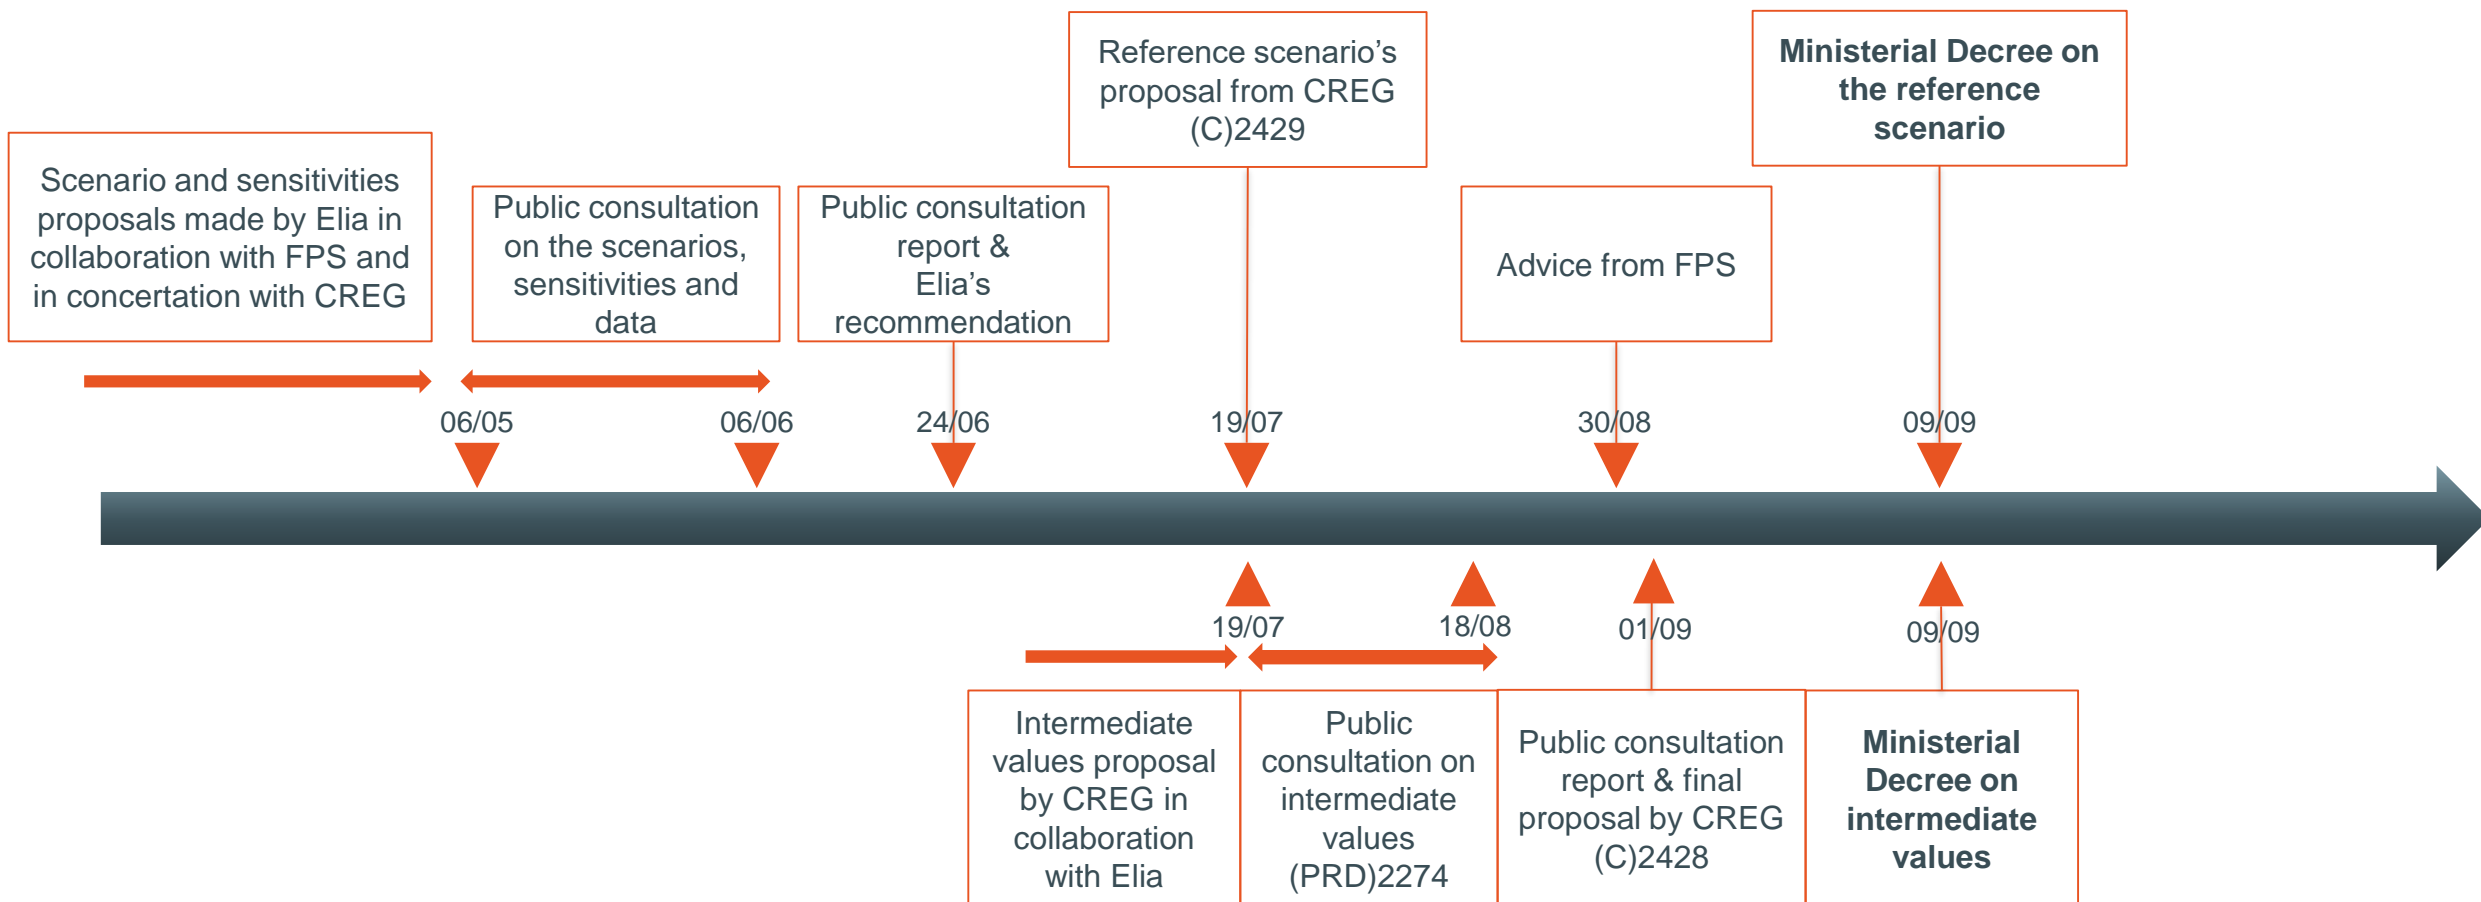 Scenario and sensitivities
proposals made by Elia in
collaboration with FPS and
in concertation with CREG
Public consultation
on the scenarios,
sensitivities and
data
Public consultation
report &
Elia’s
recommendation
Reference scenario’s
proposal from CREG
(C)2429
Advice from FPS
Ministerial Decree on
the reference
scenario
06/05
06/06
24/06
19/07
30/08
09/09
19/07
18/08
01/09
09/09
Intermediate
values proposal
by CREG in
collaboration
with Elia
Public
consultation on
intermediate
values
(PRD)2274
Public consultation
report & final
proposal by CREG
(C)2428
Ministerial
Decree on
intermediate
values